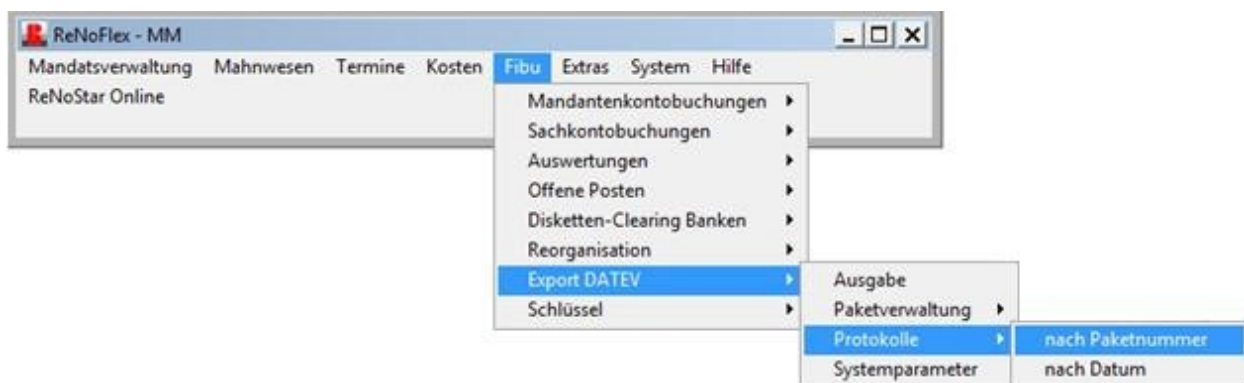 ReNoFlex - MM
Mandatsverwaltung Mahnwesen Termine Kosten Fibu Extras System Hilfe
ReNoStar Online
Mandantenkontobuchungen
Sachkontobuchungen
Auswertungen
Offene Posten
Disketten-Clearing Banken
Reorganisation
Export DATEV
Schlüssel
Ausgabe
Paketverwaltung
Protokolle
Systemparameter
nach Paketnummer
nach Datum